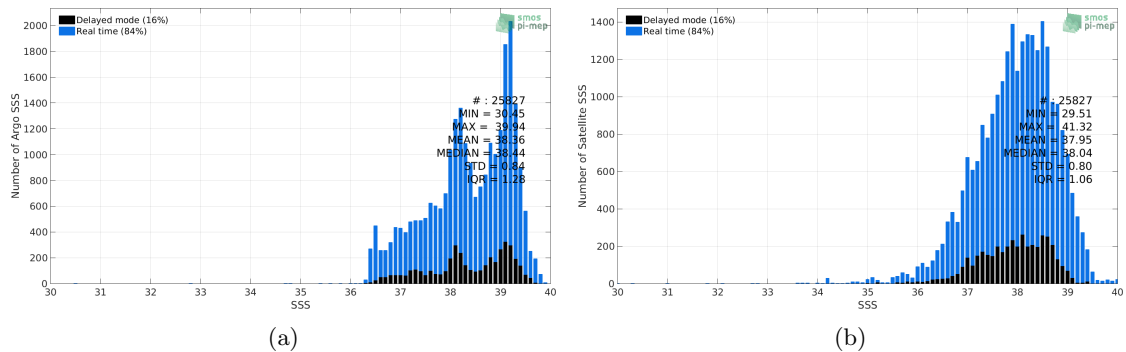 Delayed mode (16%)
Real time (84%)
smos
pi-mep
Number of Argo SSS
2000
1800
1600
1400
1200
1000
800
600
400
200
0
# : 25827
MIN = 30.45
MAX = 39.94
MEAN = 38.36
MEDIAN = 38.44
STD = 0.84
IQR = 1.28
30 31 32 33 34 35 36 37 38 39 40
SSS
(a)
Delayed mode (16%)
Real time (84%)
smos
pi-mep
Number of Satellite SSS
1400
1200
1000
800
600
400
200
0
# : 25827
MIN = 29.51
MAX = 41.32
MEAN = 37.95
MEDIAN = 38.04
STD = 0.80
IQR = 1.06
30 31 32 33 34 35 36 37 38 39 40
SSS
(b)